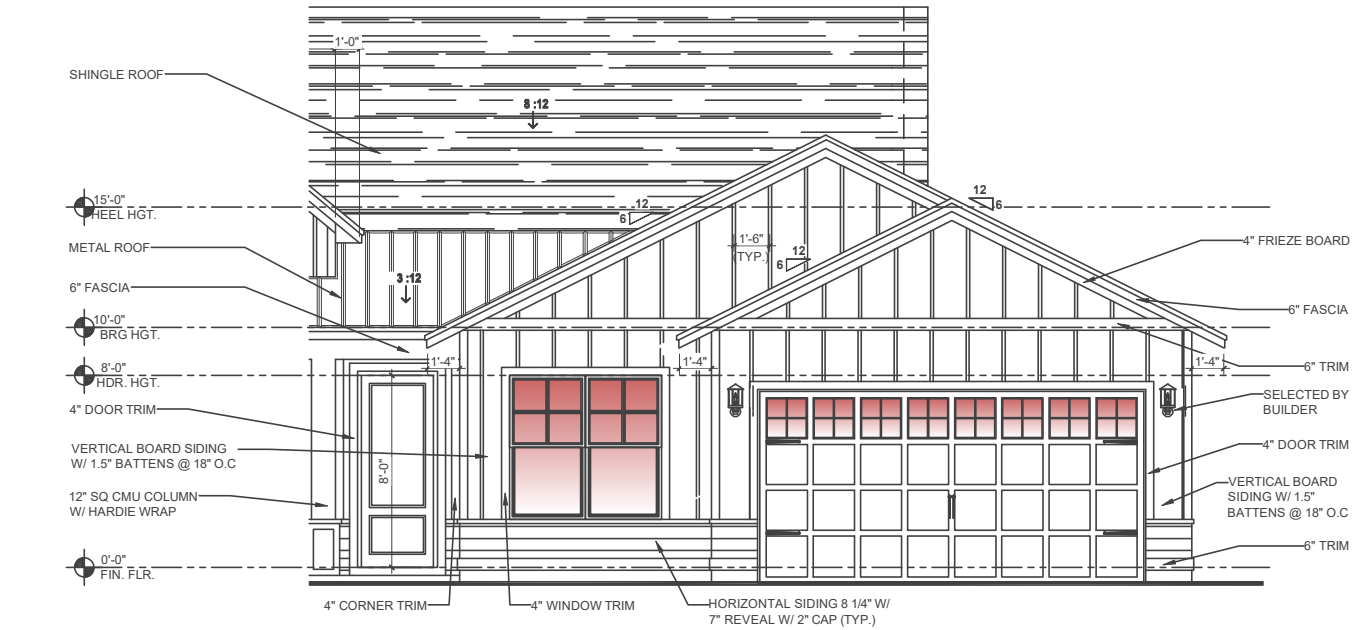 1'-0"
SHINGLE ROOF
8 :12
15'-0"
HEEL HGT.
12
6
12
6
METAL ROOF
1'-6"
(TYP.)
12
6
4" FRIEZE BOARD
3 :12
6" FASCIA
6" FASCIA
10'-0"
BRG HGT.
1'-4"
1'-4"
1'-4"
6" TRIM
8'-0"
HDR. HGT.
4" DOOR TRIM
SELECTED BY
BUILDER
VERTICAL BOARD SIDING
W/ 1.5" BATTENS @ 18" O.C
4" DOOR TRIM
8'-0"
12" SQ CMU COLUMN
W/ HARDIE WRAP
VERTICAL BOARD
SIDING W/ 1.5"
BATTENS @ 18" O.C
6" TRIM
0'-0"
FIN. FLR.
4" CORNER TRIM
4" WINDOW TRIM
HORIZONTAL SIDING 8 1/4" W/
7" REVEAL W/ 2" CAP (TYP.)